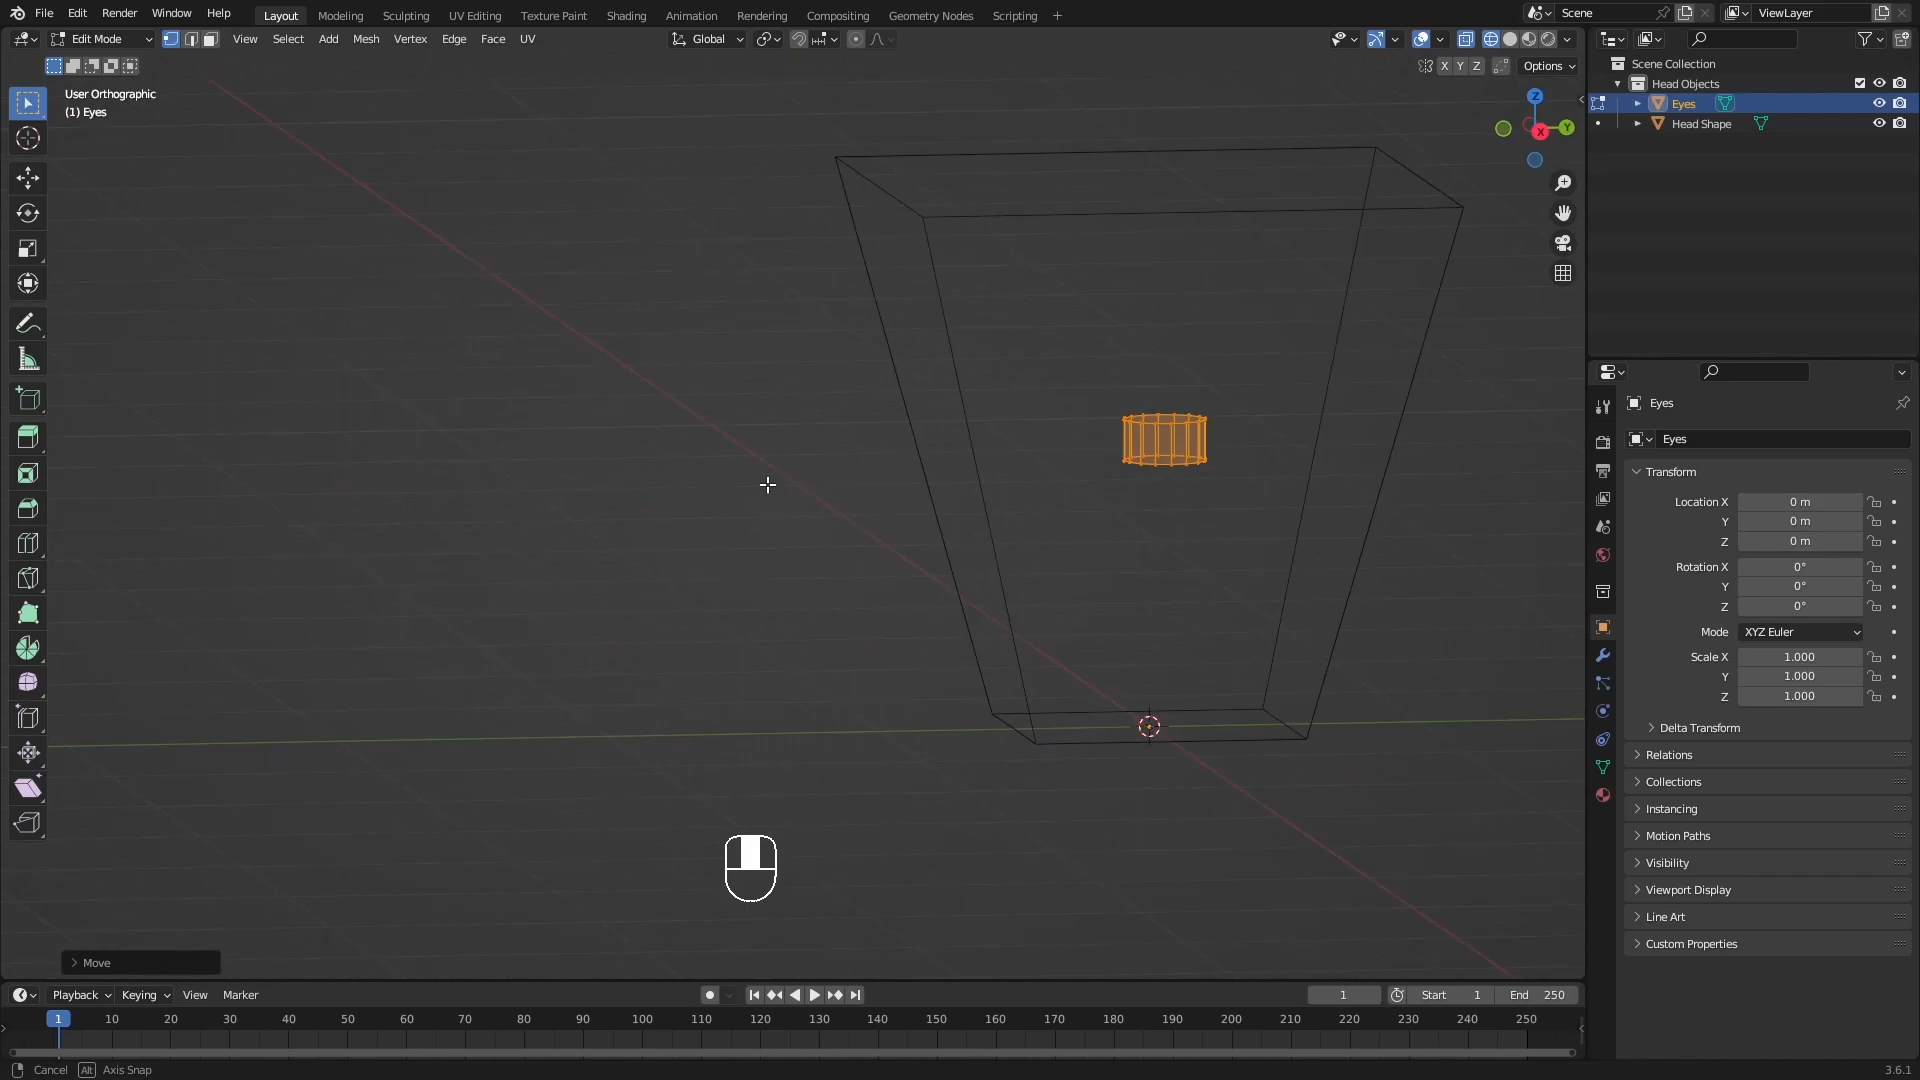 File Edit Render Window Help Layout Modeling Sculpting UV Editing Texture Paint Shading Animation Rendering Compositing Geometry Nodes Scripting Scene ViewLayer
Edit Mode View Select Add Mesh Vertex Edge Face UV Global
X Y Z Options
User Orthographic
(1) Eyes
Z
Y
X
Move
Scene Collection
Head Objects
Eyes
Head Shape
Eyes
Eyes
Transform
Location X 0 m
Y 0 m
Z 0 m
Rotation X 0°
Y 0°
Z 0°
Mode XYZ Euler
Scale X 1.000
Y 1.000
Z 1.000
Delta Transform
Relations
Collections
Instancing
Motion Paths
Visibility
Viewport Display
Line Art
Custom Properties
Playback Keying View Marker 1 Start 1 End 250
1 10 20 30 40 50 60 70 80 90 100 110 120 130 140 150 160 170 180 190 200 210 220 230 240 250
Cancel Alt Axis Snap 3.6.1